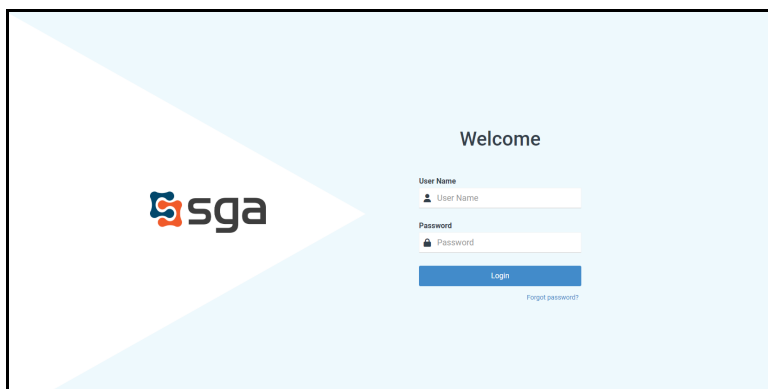 sga
Welcome
User Name
User Name
Password
Password
Login
Forgot password?